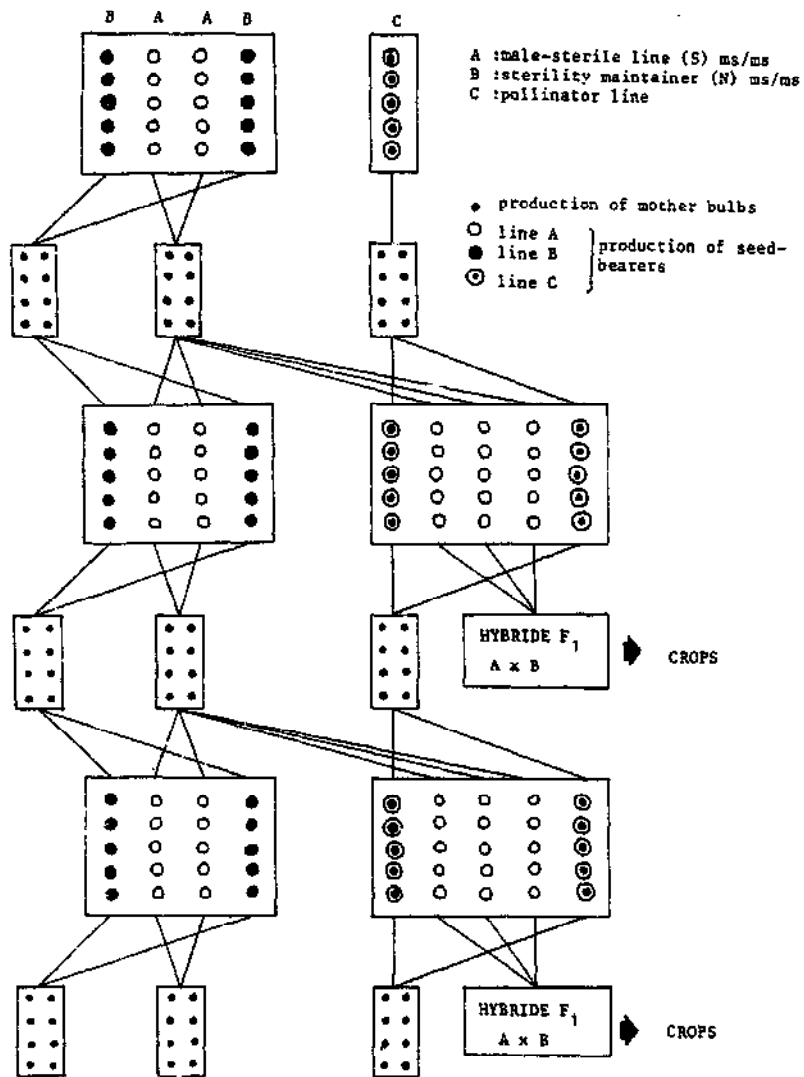 B A A B
C
A :male-sterile line (S) ms/ms
B :sterility maintainer (N) ms/ms
C :pollinator line
production of mother bulbs
line A
line B
line C
production of seed-
bearers
HYBRIDE F1
A x B
CROPS
HYBRIDE F1
A x B
CROPS